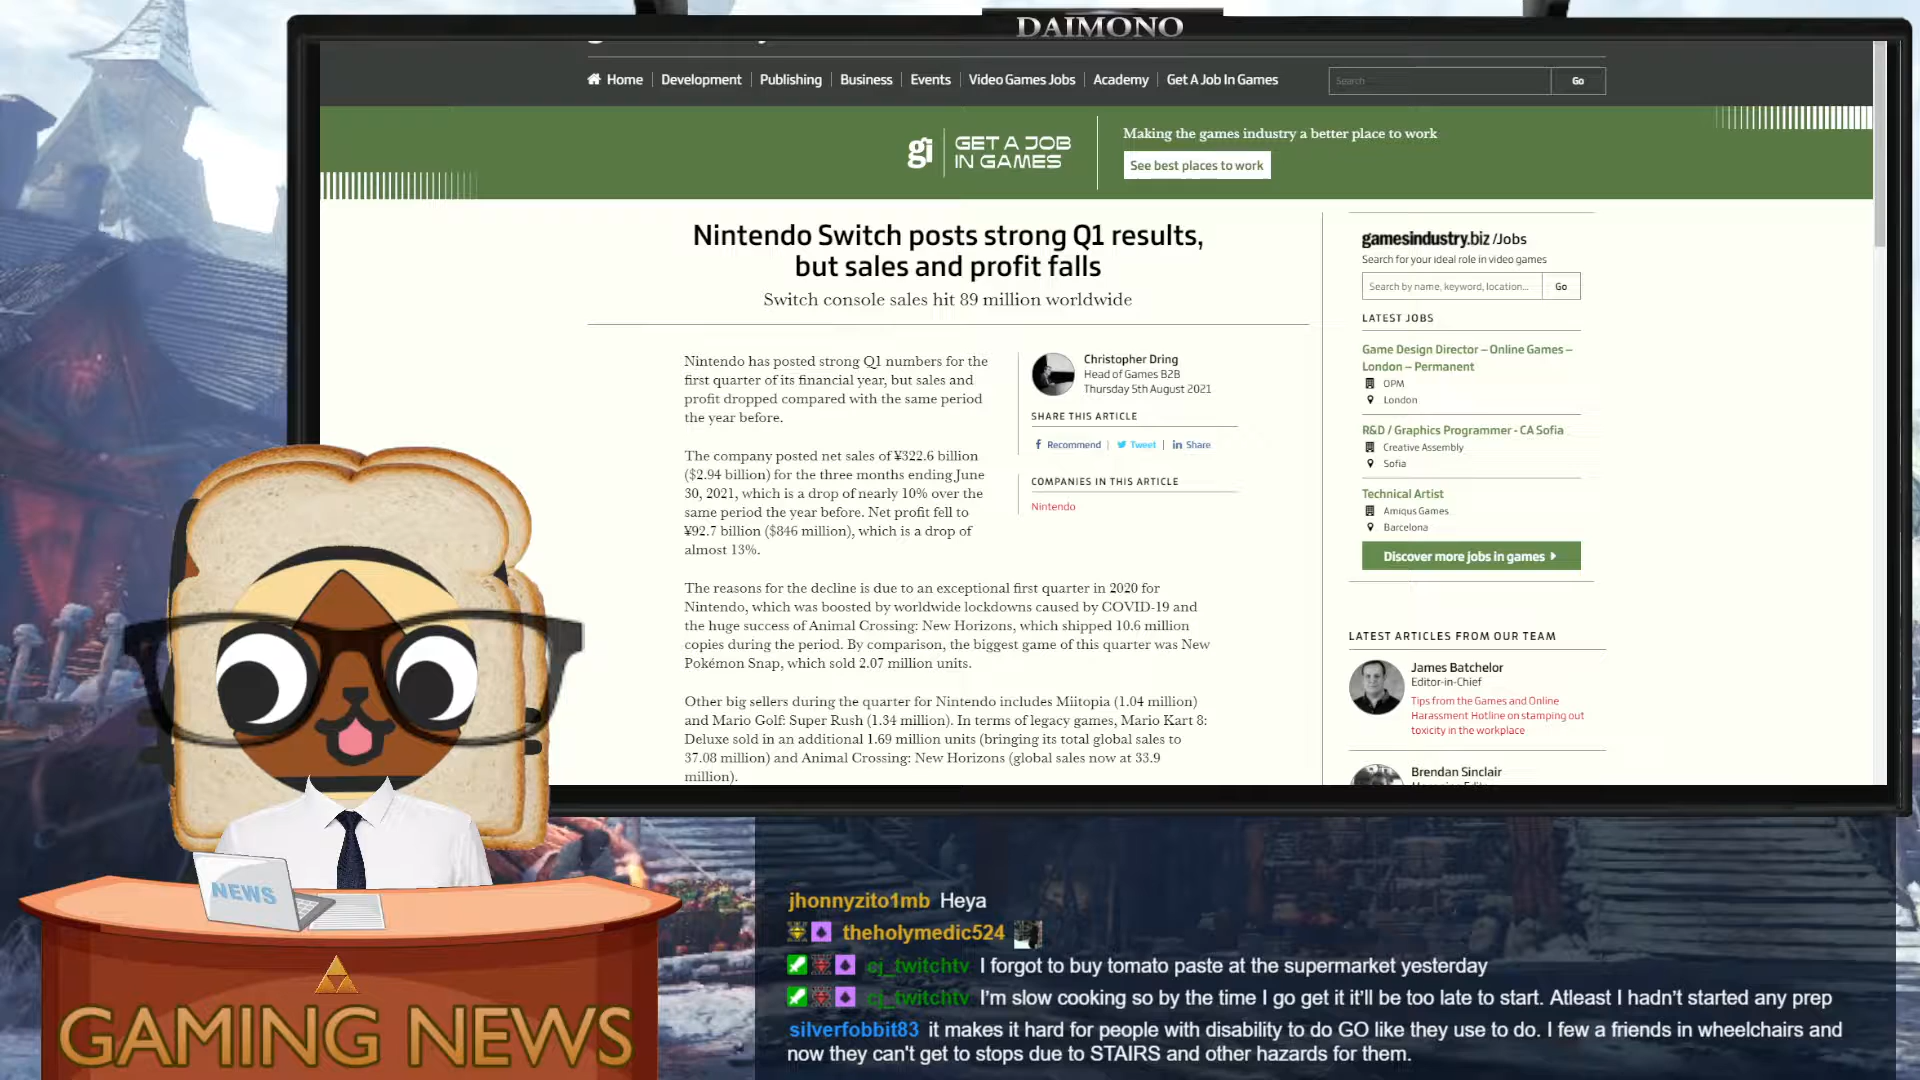 DAIMONO
Home
Development
Publishing
Business
Events
Video Games Jobs
Academy
Get A Job In Games
Search
Go
gi GET A JOB
IN GAMES
Making the games industry a better place to work
See best places to work
Nintendo Switch posts strong Q1 results,
but sales and profit falls
Switch console sales hit 89 million worldwide
Nintendo has posted strong Q1 numbers for the
first quarter of its financial year, but sales and
profit dropped compared with the same period
the year before.
The company posted net sales of ¥322.6 billion
($2.94 billion) for the three months ending June
30, 2021, which is a drop of nearly 10% over the
same period the year before. Net profit fell to
¥92.7 billion ($846 million), which is a drop of
almost 13%.
The reasons for the decline is due to an exceptional first quarter in 2020 for
Nintendo, which was boosted by worldwide lockdowns caused by COVID-19 and
the huge success of Animal Crossing: New Horizons, which shipped 10.6 million
copies during the period. By comparison, the biggest game of this quarter was New
Pokémon Snap, which sold 2.07 million units.
Other big sellers during the quarter for Nintendo includes Miitopia (1.04 million)
and Mario Golf: Super Rush (1.34 million). In terms of legacy games, Mario Kart 8:
Deluxe sold in an additional 1.69 million units (bringing its total global sales to
37.08 million) and Animal Crossing: New Horizons (global sales now at 33.9
million).
Christopher Dring
Head of Games B2B
Thursday 5th August 2021
SHARE THIS ARTICLE
Recommend
Tweet
Share
COMPANIES IN THIS ARTICLE
Nintendo
gamesindustry.biz /Jobs
Search for your ideal role in video games
Search by name, keyword, location...
Go
LATEST JOBS
Game Design Director – Online Games –
London – Permanent
OPM
London
R&D / Graphics Programmer - CA Sofia
Creative Assembly
Sofia
Technical Artist
Amiqus Games
Barcelona
Discover more jobs in games
LATEST ARTICLES FROM OUR TEAM
James Batchelor
Editor-in-Chief
Tips from the Games and Online
Harassment Hotline on stamping out
toxicity in the workplace
Brendan Sinclair
NEWS
GAMING NEWS
jhonnyzito1mb Heya
theholymedic524
cj_twitchtv I forgot to buy tomato paste at the supermarket yesterday
cj_twitchtv I'm slow cooking so by the time I go get it it'll be too late to start. Atleast I hadn't started any prep
silverfobbit83 it makes it hard for people with disability to do GO like they use to do. I few a friends in wheelchairs and
now they can't get to stops due to STAIRS and other hazards for them.